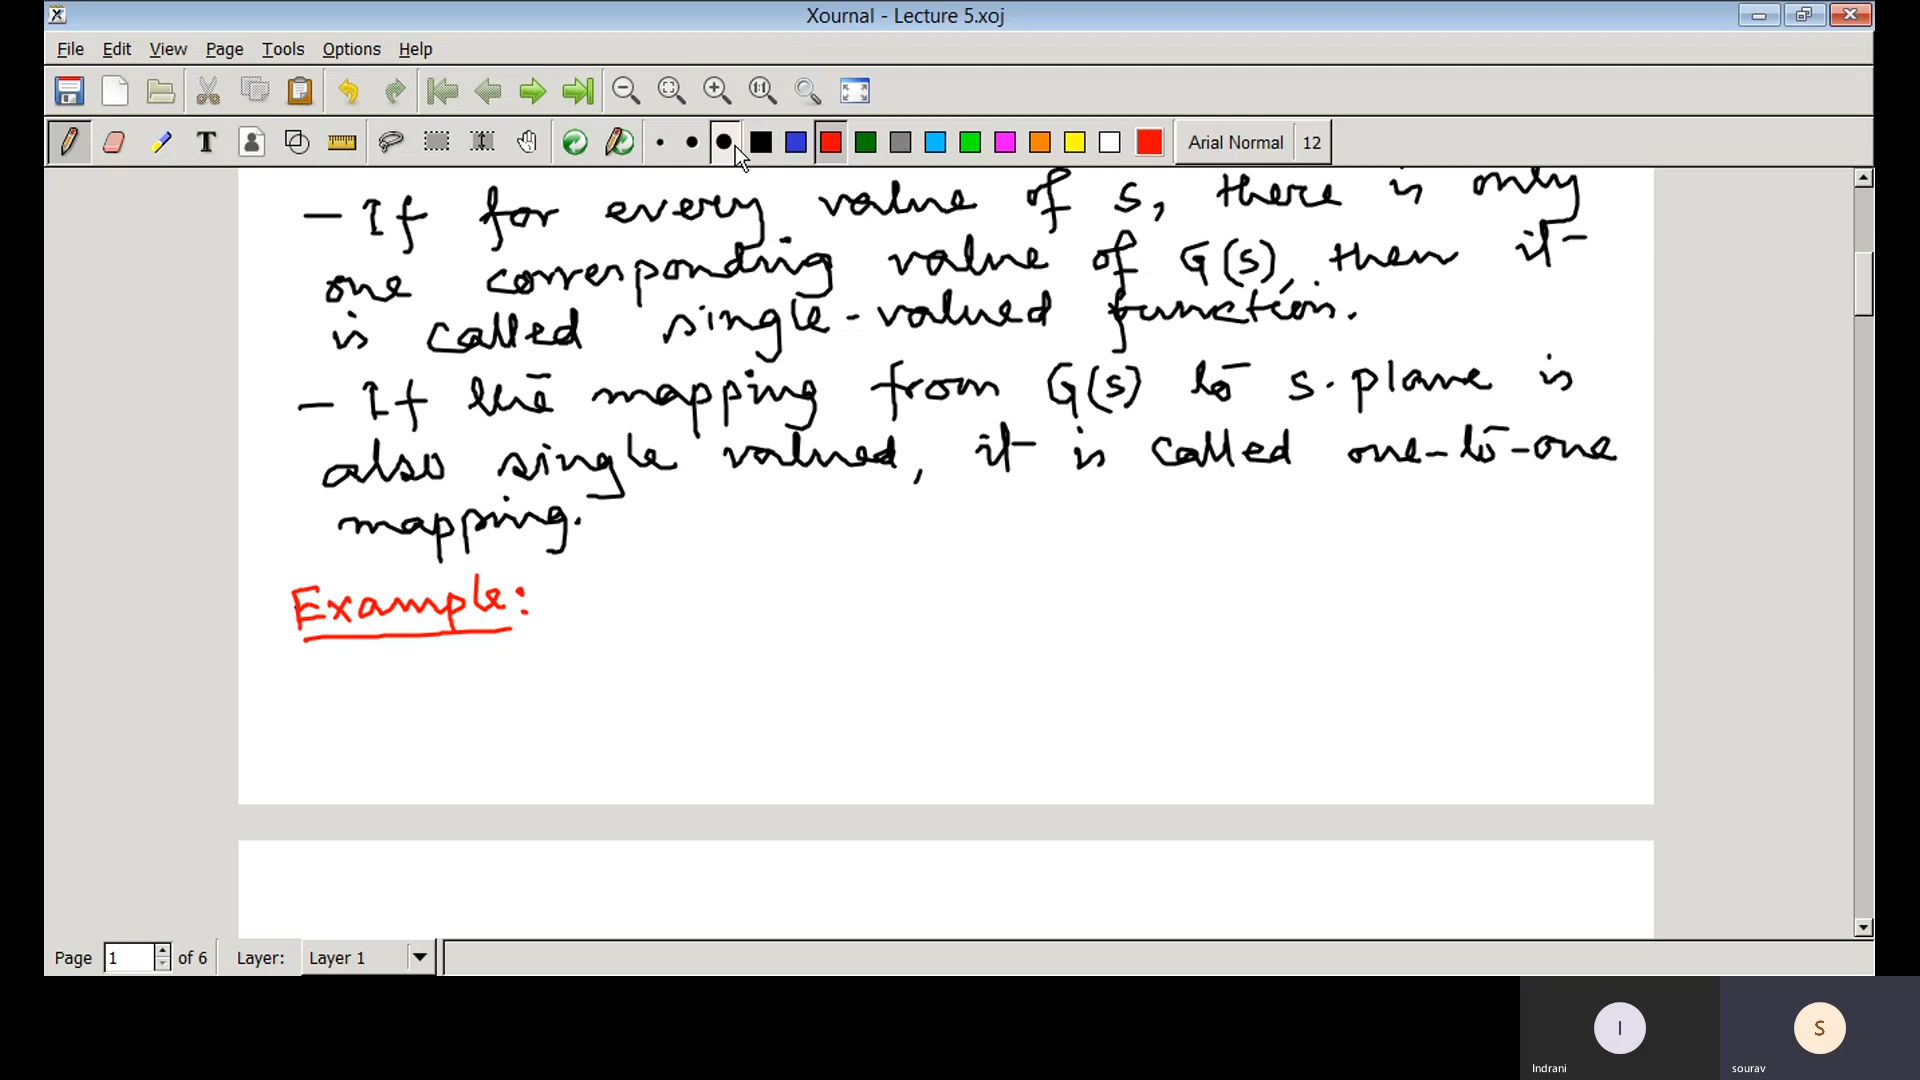 Xournal - Lecture 5.xoj
File Edit View Page Tools Options Help
Arial Normal 12
- If for every value of s, there is only
one corresponding value of G(s), then it
is called single-valued function.
- If the mapping from G(s) to s-plane is
also single valued, it is called one-to-one
mapping.
Example:
Page 1 of 6 Layer: Layer 1
I
S
Indrani
sourav